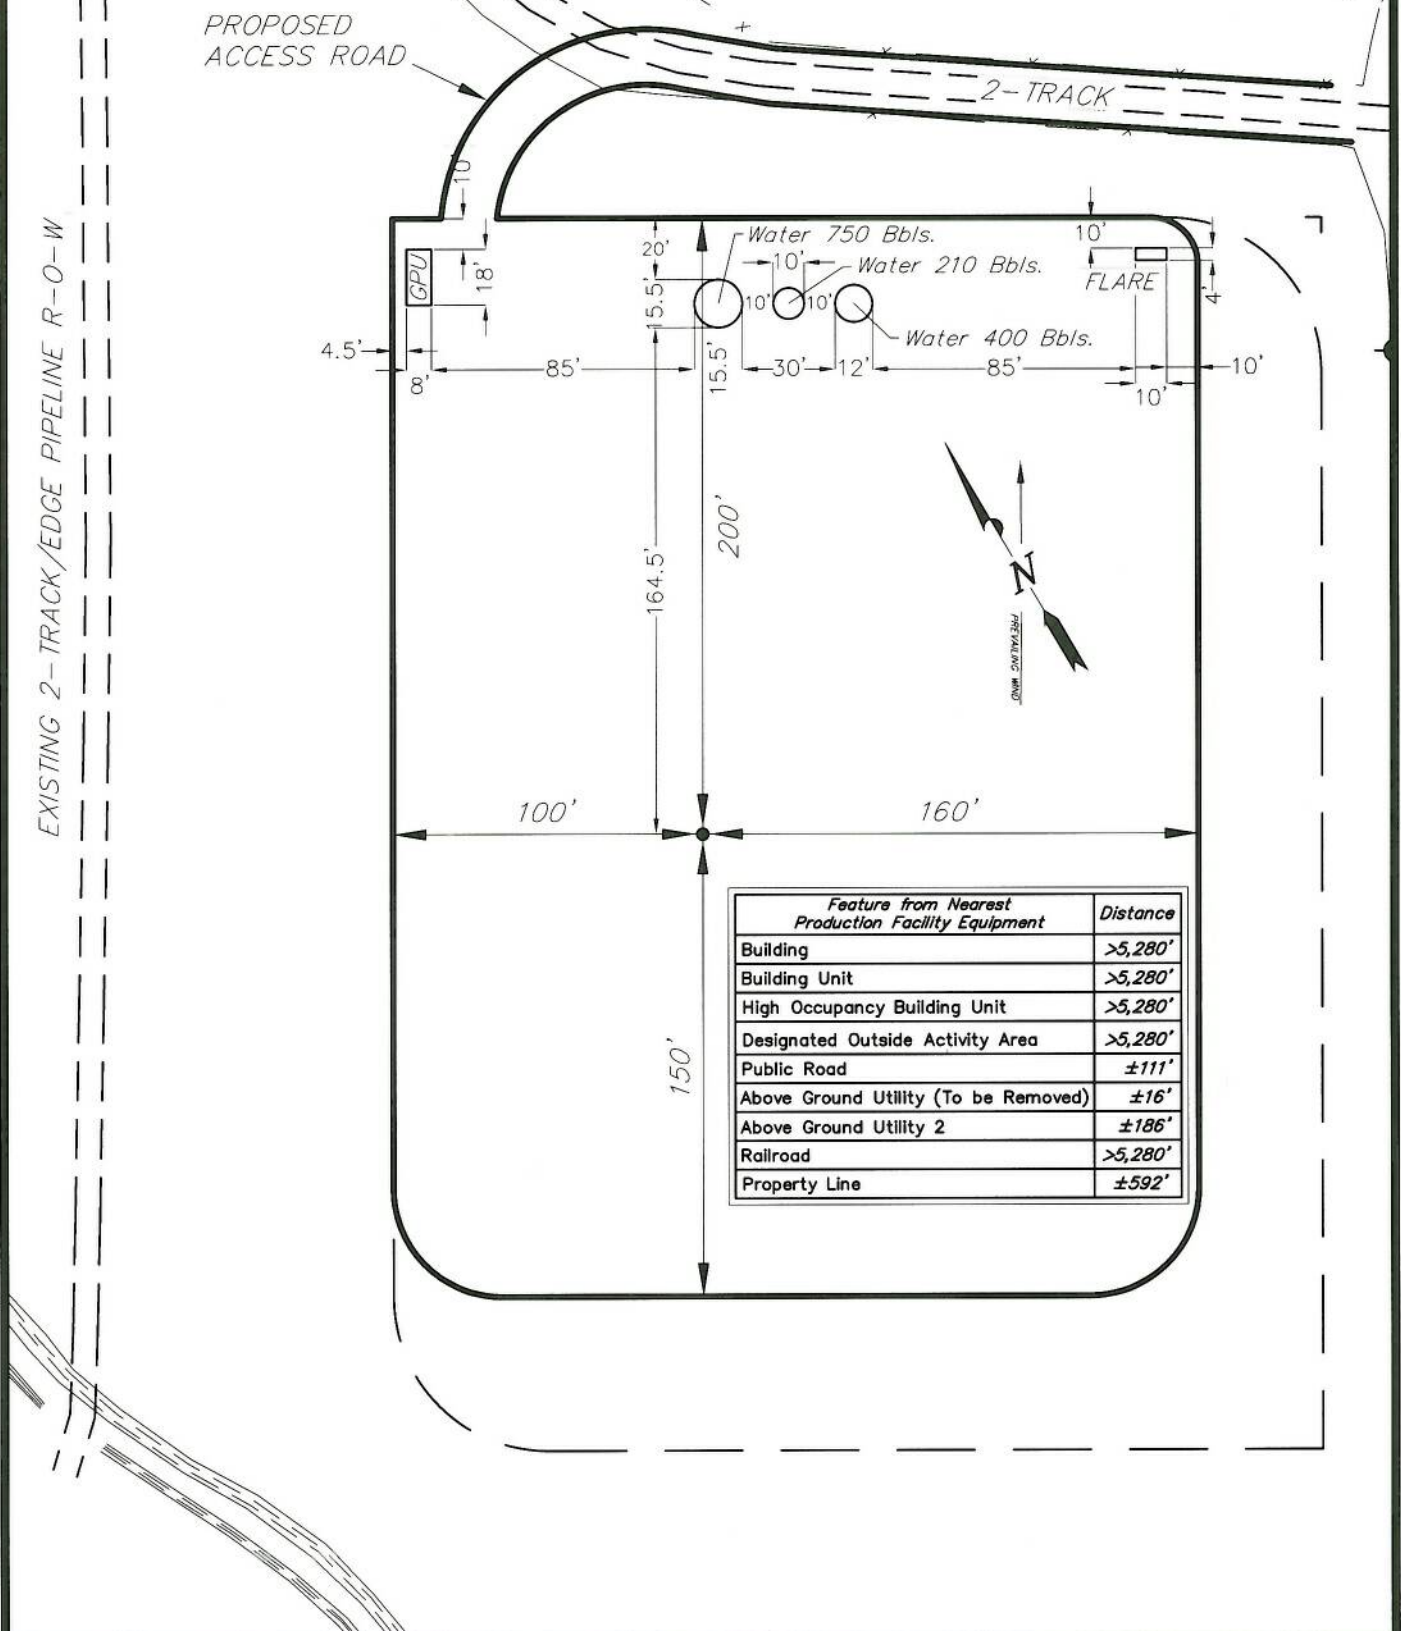 PROPOSED
ACCESS ROAD
2-TRACK
EXISTING 2-TRACK/EDGE PIPELINE R-O-W
10'
GPU
18'
4.5'
8'
85'
20'
15.5'
Water 750 Bbls.
10'
Water 210 Bbls.
10'
10'
Water 400 Bbls.
15.5'
30'
12'
85'
10'
FLARE
4'
10'
10'
164.5'
200'
N
PREVAILING WIND
100'
160'
150'
Feature from Nearest
Production Facility Equipment
Distance
Building >5,280'
Building Unit >5,280'
High Occupancy Building Unit >5,280'
Designated Outside Activity Area >5,280'
Public Road ±111'
Above Ground Utility (To be Removed) ±16'
Above Ground Utility 2 ±186'
Railroad >5,280'
Property Line ±592'